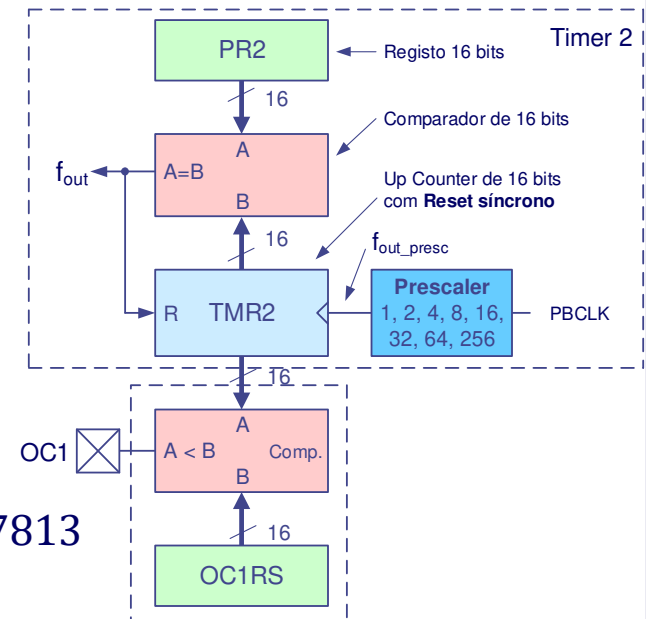 Timer 2
PR2
Registo 16 bits
16
Comparador de 16 bits
A
f_out
A=B
B
Up Counter de 16 bits
com Reset síncrono
16
f_out_presc
R
TMR2
Prescaler
1, 2, 4, 8, 16,
32, 64, 256
PBCLK
16
A
OC1
A < B
Comp.
B
7813
16
OC1RS